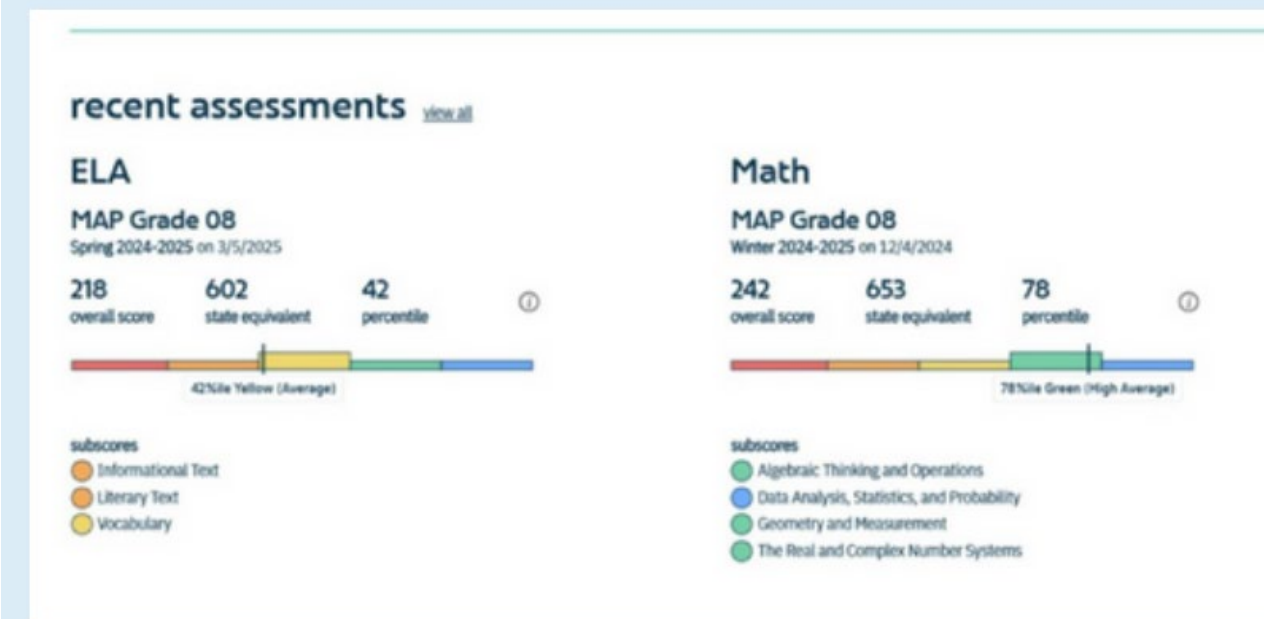 recent assessments view all
ELA
MAP Grade 08
Spring 2024-2025 on 3/5/2025
218
overall score
602
state equivalent
42
percentile
42%ile Yellow (Average)
subscores
Informational Text
Literary Text
Vocabulary
Math
MAP Grade 08
Winter 2024-2025 on 12/4/2024
242
overall score
653
state equivalent
78
percentile
78%ile Green (High Average)
subscores
Algebraic Thinking and Operations
Data Analysis, Statistics, and Probability
Geometry and Measurement
The Real and Complex Number Systems